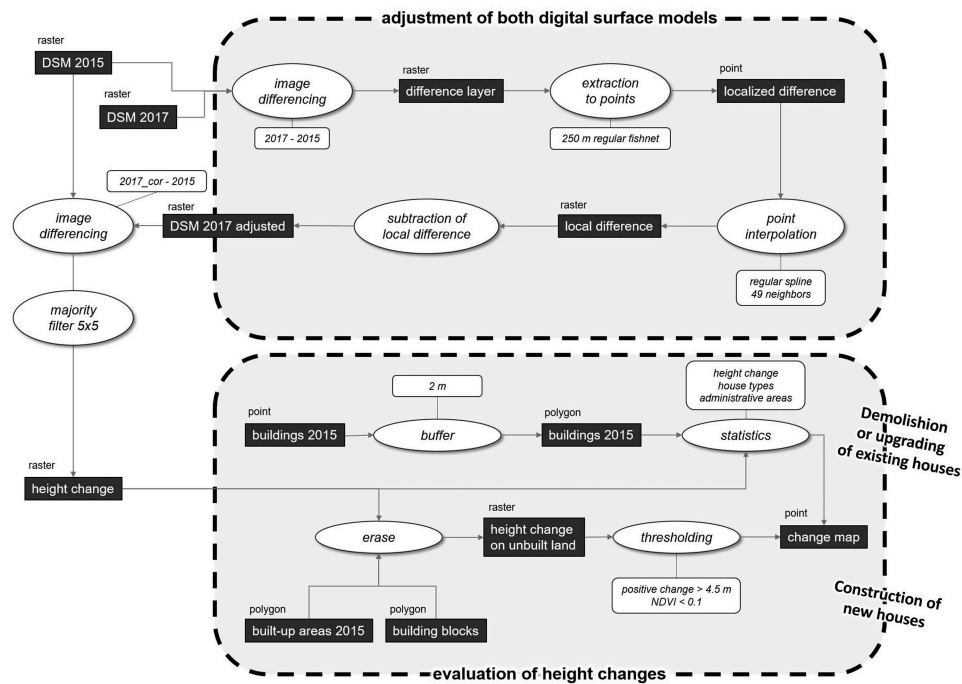 adjustment of both digital surface models
raster
DSM 2015
raster
DSM 2017
image
differencing
2017 - 2015
raster
difference layer
extraction
to points
250 m regular fishnet
point
localized difference
2017_cor - 2015
image
differencing
raster
DSM 2017 adjusted
subtraction of
local difference
raster
local difference
point
interpolation
regular spline
49 neighbors
majority
filter 5x5
raster
height change
2 m
point
buildings 2015
buffer
polygon
buildings 2015
height change
house types
administrative areas
statistics
Demolishion
or upgrading
of existing houses
erase
raster
height change
on unbuilt land
thresholding
positive change > 4.5 m
NDVI < 0.1
point
change map
polygon
built-up areas 2015
polygon
building blocks
Construction of
new houses
evaluation of height changes